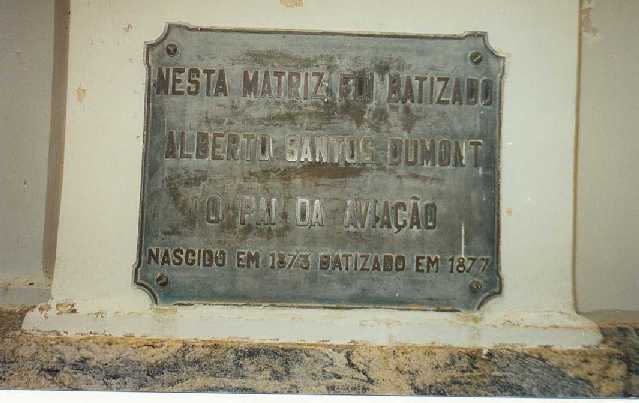 NESTA MATRIZ FOI BATIZADO
ALBERTO SANTOS DUMONT
O PAI DA AVIAÇÃO
NASCIDO EM 1873 BATIZADO EM 1877